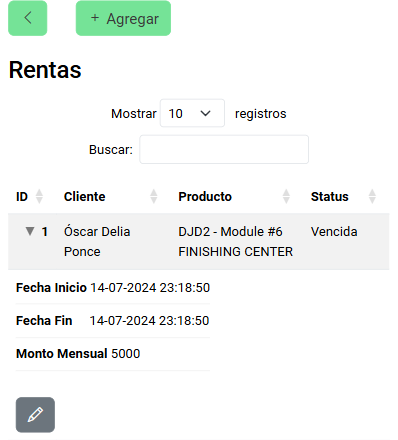 + Agregar
Rentas
Mostrar 10 registros
Buscar:
ID Cliente Producto Status
1 Óscar Delia Ponce DJD2 - Module #6 FINISHING CENTER Vencida
Fecha Inicio 14-07-2024 23:18:50
Fecha Fin 14-07-2024 23:18:50
Monto Mensual 5000